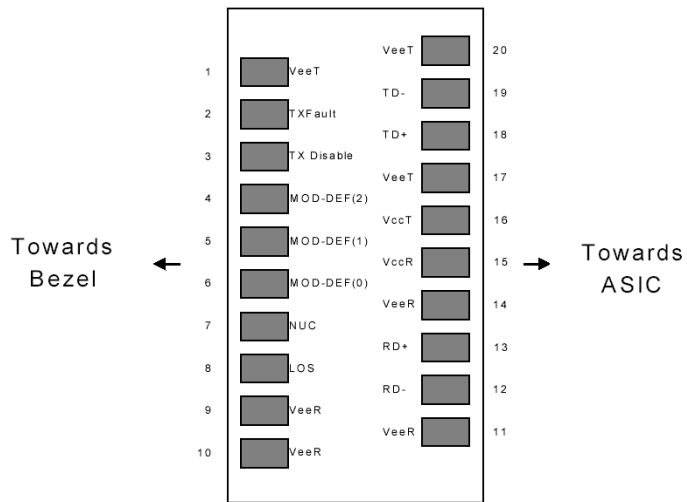 VeeT 20
1 VeeT
TD- 19
2 TXFault
TD+ 18
3 TX Disable
VeeT 17
4 MOD-DEF(2)
VccT 16
5 MOD-DEF(1)
Towards
Bezel
VccR 15
Towards
ASIC
6 MOD-DEF(0)
VeeR 14
7 NUC
RD+ 13
8 LOS
RD- 12
9 VeeR
VeeR 11
10 VeeR